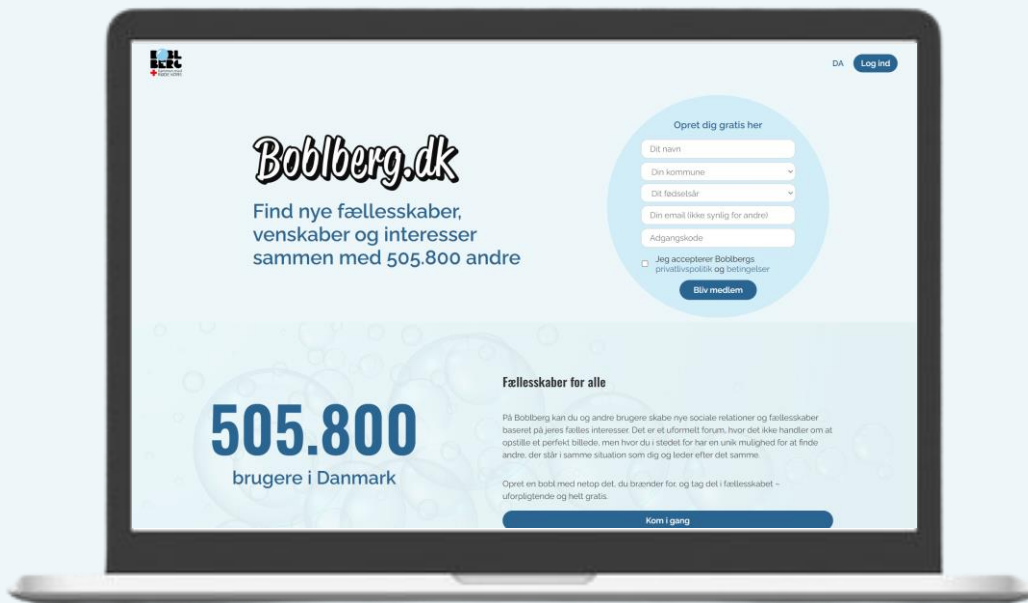 BOBL
BERG
DA
Log ind
Boblberg.dk
Find nye fællesskaber,
venskaber og interesser
sammen med 505.800 andre
Opret dig gratis her
Dit navn
Din kommune
Dit fødselsår
Din email (ikke synlig for andre)
Adgangskode
Jeg accepterer Boblbergs
privatlivspolitik og betingelser
Bliv medlem
505.800
brugere i Danmark
Fællesskaber for alle
På Boblberg kan du og andre brugere skabe nye sociale relationer og fællesskaber
baseret på jeres fælles interesser. Det er et uformelt forum, hvor det ikke handler om at
opstille et perfekt billede, men hvor du i stedet for har en unik mulighed for at finde
andre, der står i samme situation som dig og leder efter det samme.
Opret en bobl med netop det, du brænder for, og tag del i fællesskabet –
uforpligtende og helt gratis.
Kom i gang